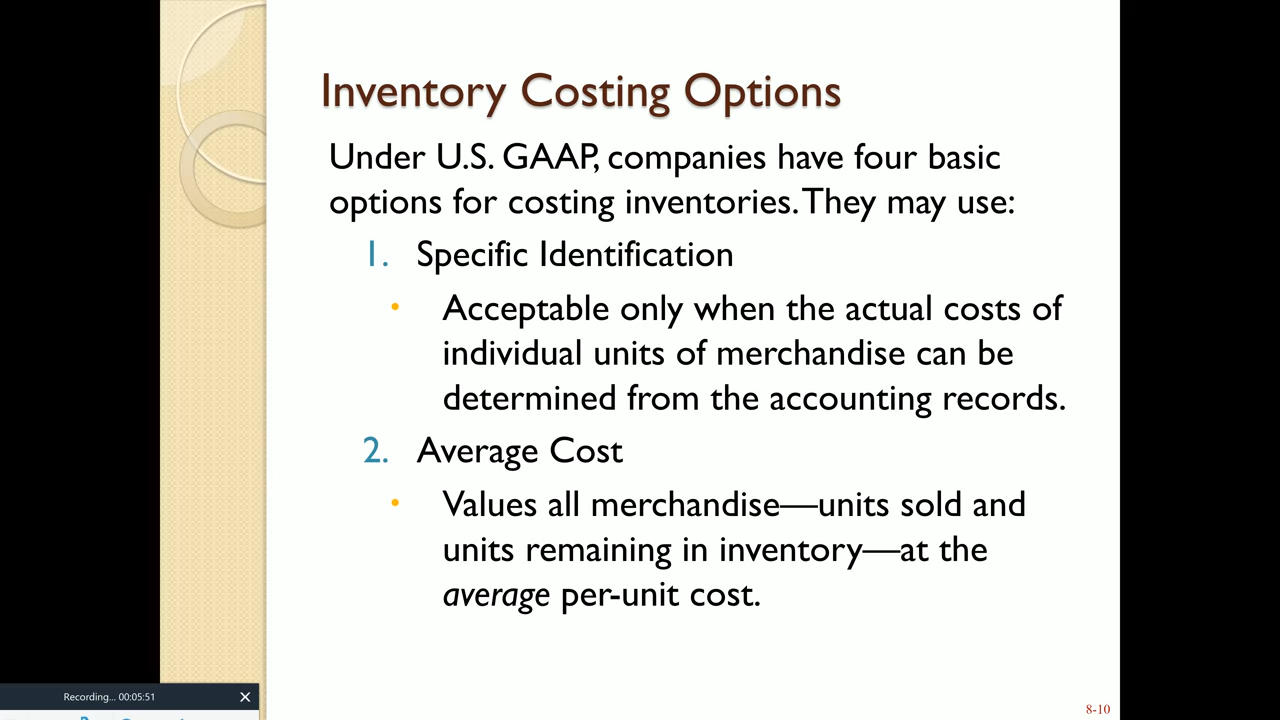 Inventory Costing Options
Under U.S. GAAP, companies have four basic
options for costing inventories. They may use:
1. Specific Identification
• Acceptable only when the actual costs of
individual units of merchandise can be
determined from the accounting records.
2. Average Cost
• Values all merchandise—units sold and
units remaining in inventory—at the
average per-unit cost.
Recording... 00:05:51
8-10